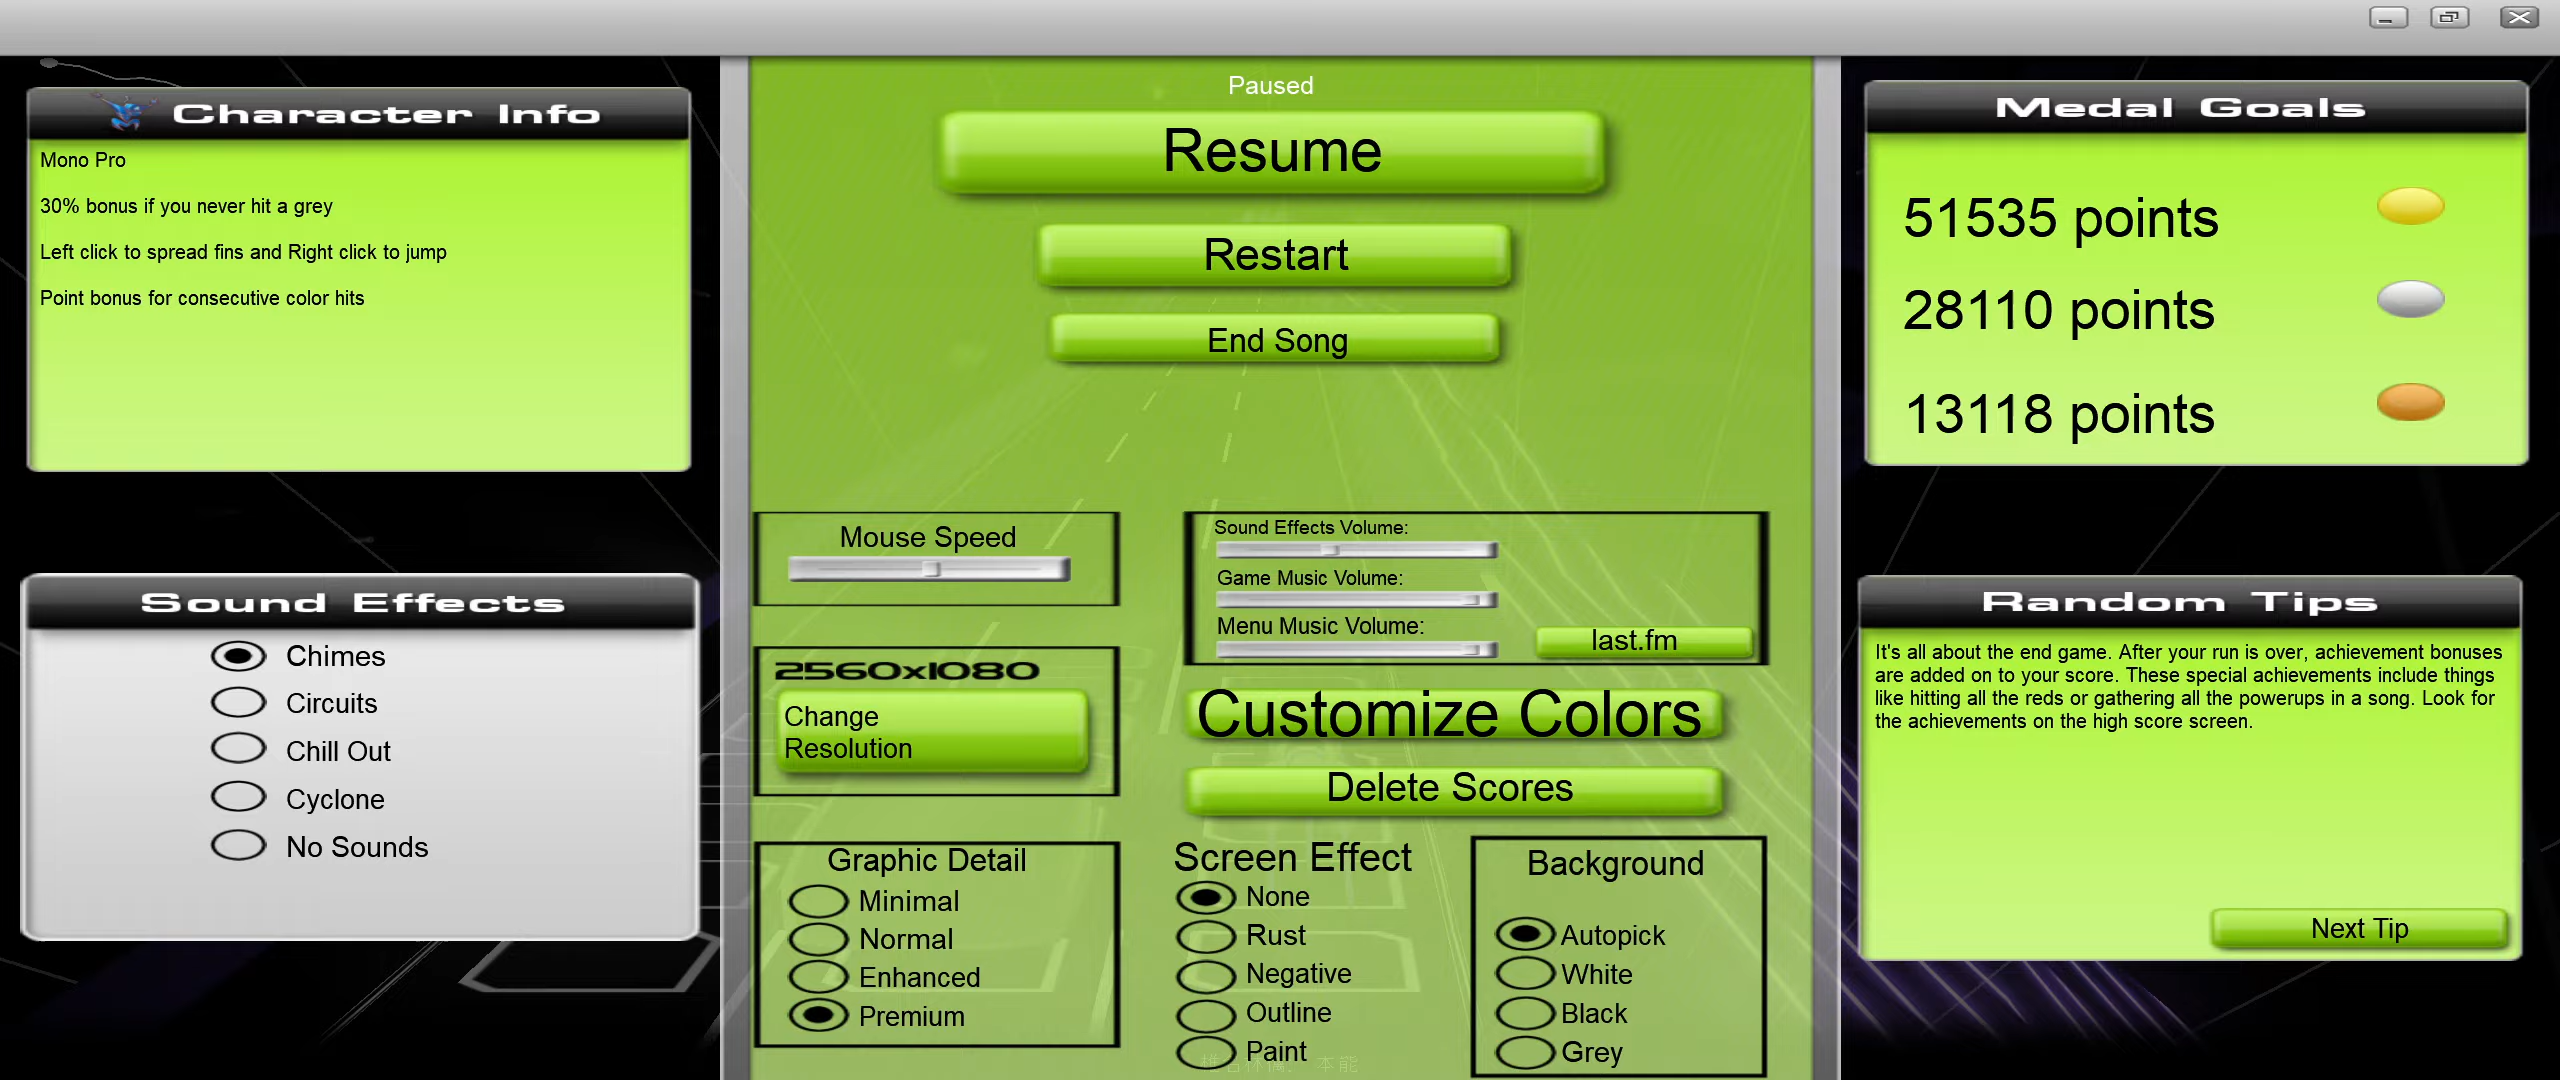 Paused
Character Info
Mono Pro
30% bonus if you never hit a grey
Left click to spread fins and Right click to jump
Point bonus for consecutive color hits
Sound Effects
Chimes
Circuits
Chill Out
Cyclone
No Sounds
Resume
Restart
End Song
Mouse Speed
2560x1080
Change
Resolution
Graphic Detail
Minimal
Normal
Enhanced
Premium
Sound Effects Volume:
Game Music Volume:
Menu Music Volume:
last.fm
Customize Colors
Delete Scores
Screen Effect
None
Rust
Negative
Outline
Paint
Background
Autopick
White
Black
Grey
Medal Goals
51535 points
28110 points
13118 points
Random Tips
It's all about the end game. After your run is over, achievement bonuses
are added on to your score. These special achievements include things
like hitting all the reds or gathering all the powerups in a song. Look for
the achievements on the high score screen.
Next Tip
本能